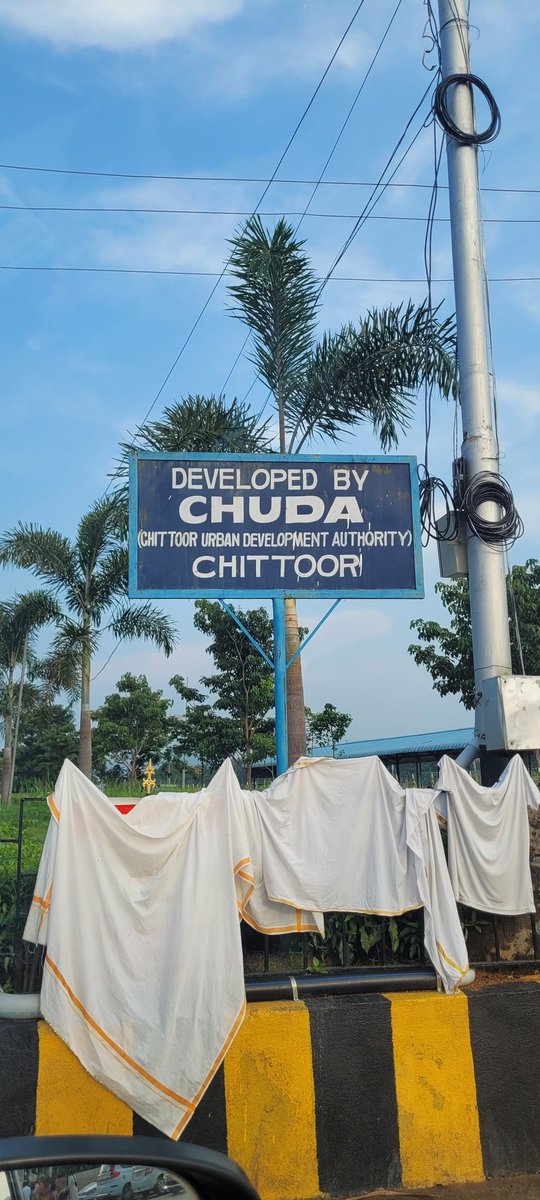 DEVELOPED BY
CHUDA
(CHITTOOR URBAN DEVELOPMENT AUTHORITY)
CHITTOOR